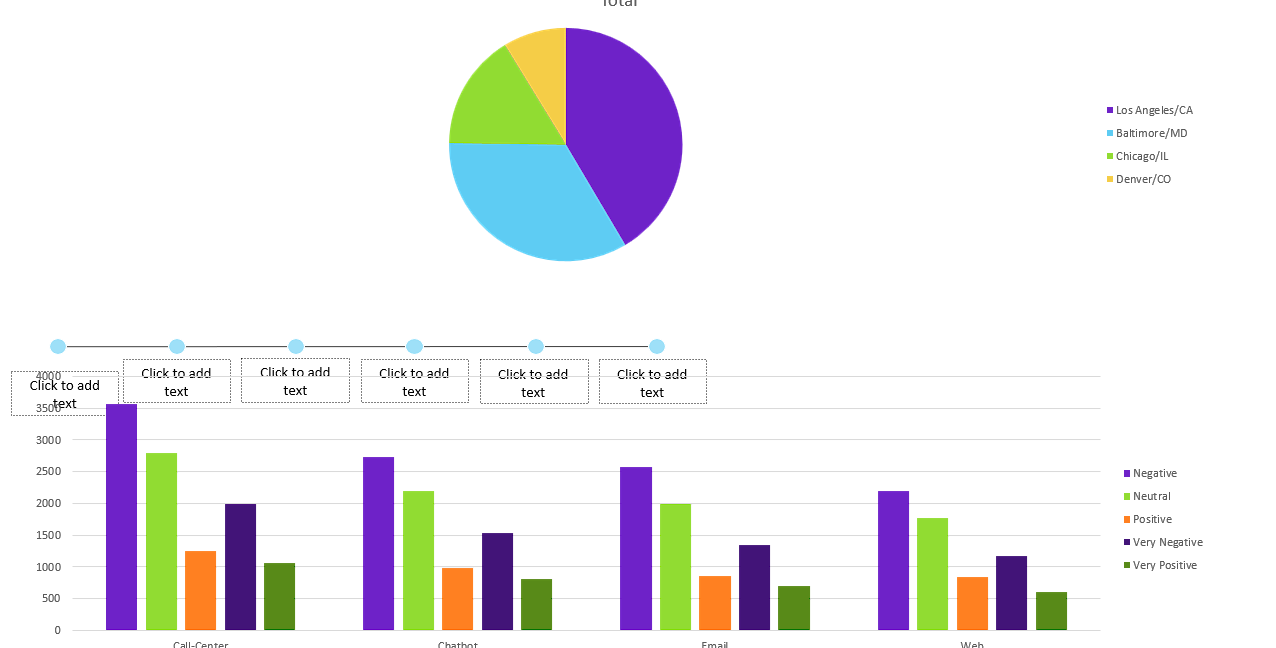 Total
Los Angeles/CA
Baltimore/MD
Chicago/IL
Denver/CO
Click to add
text
Click to add
text
Click to add
text
Click to add
text
Click to add
text
Click to add
text
4000
3500
3000
2500
2000
1500
1000
500
0
Call-Center
Chatbot
Email
Web
Negative
Neutral
Positive
Very Negative
Very Positive